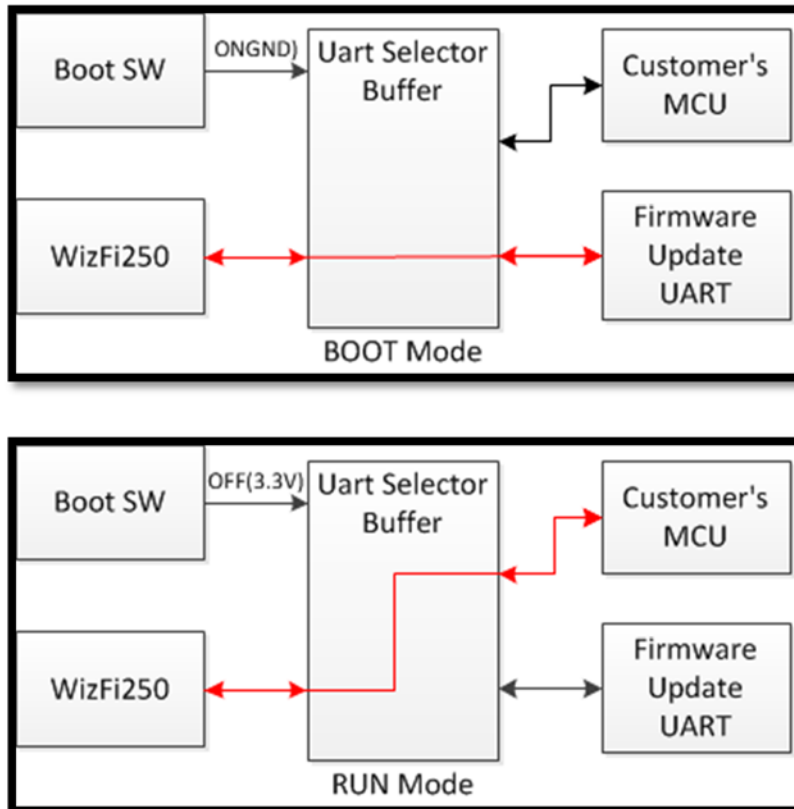 Boot SW
ONGND)
Uart Selector
Buffer
Customer's
MCU
WizFi250
Firmware
Update
UART
BOOT Mode
Boot SW
OFF(3.3V)
Uart Selector
Buffer
Customer's
MCU
WizFi250
Firmware
Update
UART
RUN Mode